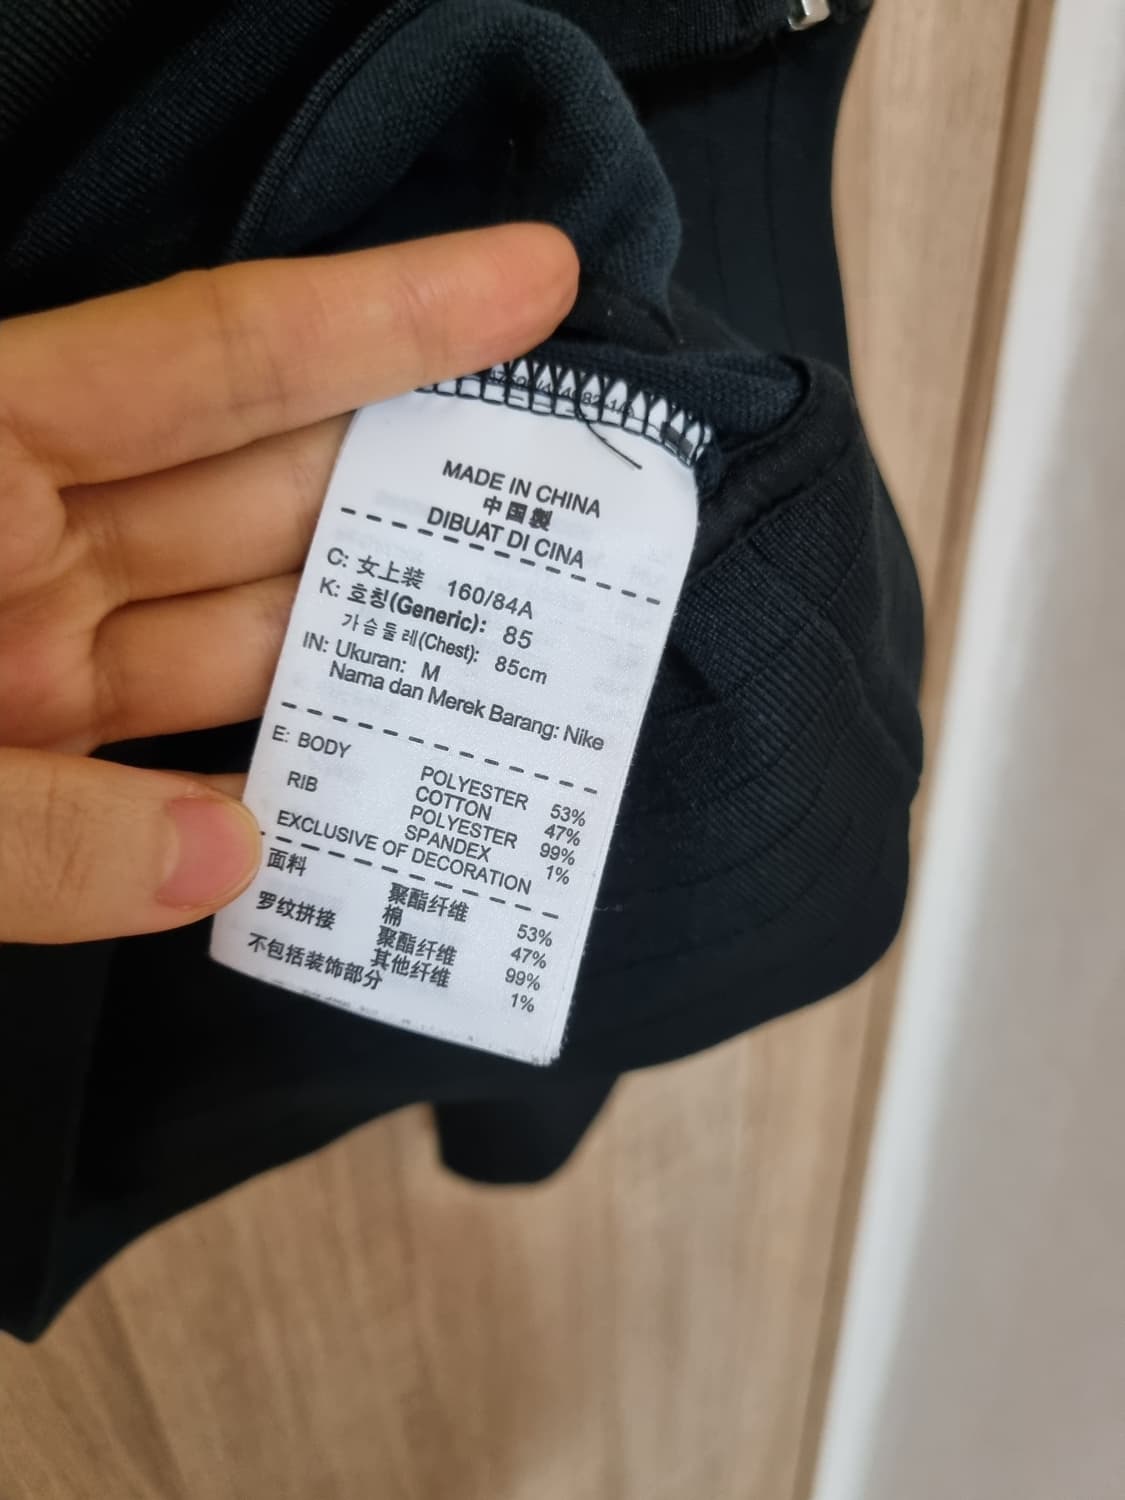 MADE IN CHINA
中国製
DIBUAT DI CINA
C: 女上装 160/84A
K: 호칭(Generic): 85
가슴둘레(Chest): 85cm
IN: Ukuran: M
Nama dan Merek Barang: Nike
E: BODY POLYESTER 53%
COTTON 47%
RIB POLYESTER 99%
SPANDEX 1%
EXCLUSIVE OF DECORATION
面料 聚酯纤维 53%
棉 47%
罗纹拼接 聚酯纤维 99%
其他纤维 1%
不包括装饰部分